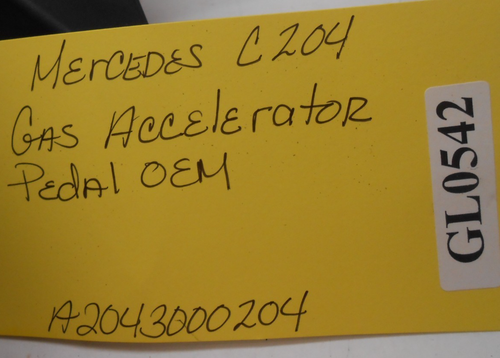 Mercedes C204
Gas Accelerator
Pedal OEM
GL0542
A2043000204